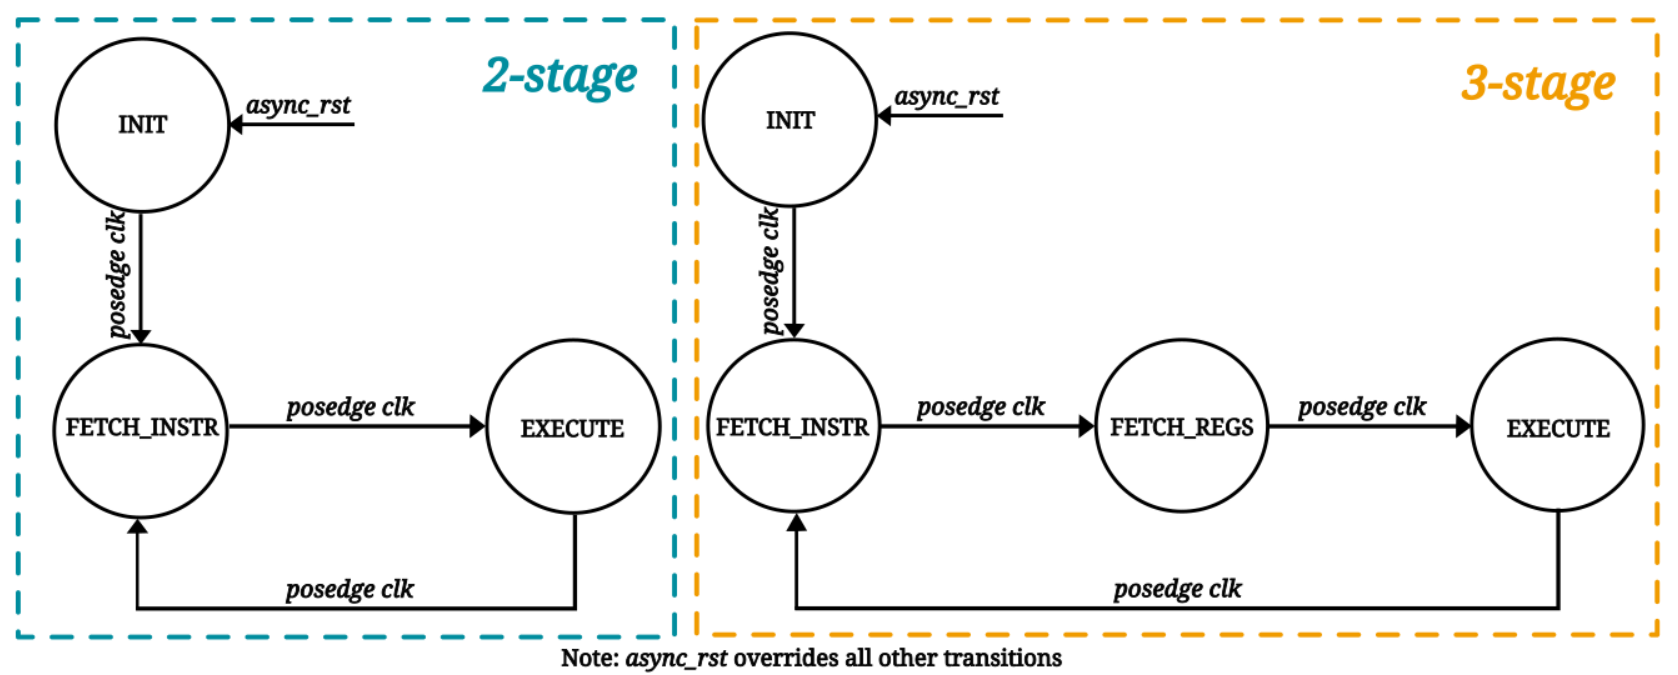 2-stage
INIT
async_rst
posedge clk
FETCH_INSTR
posedge clk
EXECUTE
posedge clk
3-stage
INIT
async_rst
posedge clk
FETCH_INSTR
posedge clk
FETCH_REGS
posedge clk
EXECUTE
posedge clk
Note: async_rst overrides all other transitions